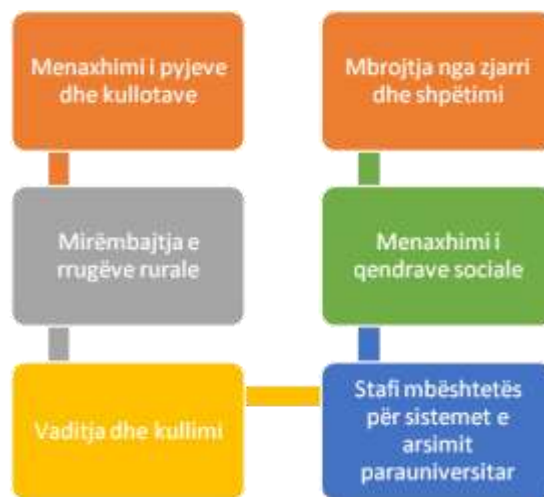 Menaxhimi i pyjeve
dhe kullotave
Mirëmbajtja e
rrugëve rurale
Vaditja dhe kullimi
Stafi mbështetës
për sistemet e
arsimit
parauniversitar
Menaxhimi i
qendrave sociale
Mbrojtja nga zjarri
dhe shpëtimi